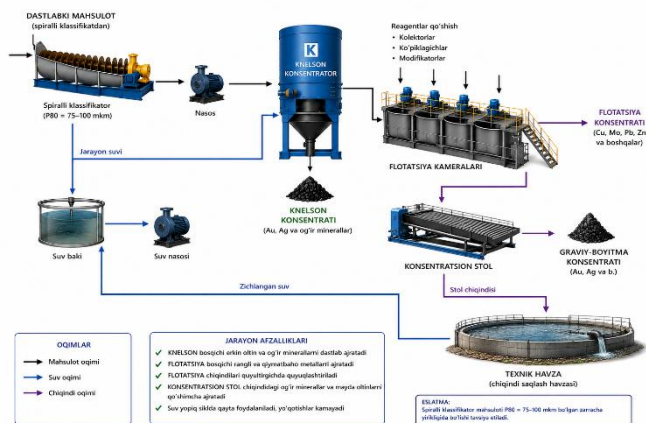 DASTLABKI MAHSULOT
(spiralli klassifikatdan)
Spiralli klassifikator
(P80 = 75–100 mkm)
Nasos
K
KNELSON
KONSENTRATOR
Reagentlar qo'shish
• Kolektorlar
• Ko'piklagichlar
• Modifikatorlar
FLOTATSIYA
KONSENTRATI
(Cu, Mo, Pb, Zn
va boshqalar)
FLOTATSIYA KAMERALARI
Jarayon suvi
KNELSON
KONSENTRATI
(Au, Ag va og'ir minerallar)
Suv baki
Suv nasosi
KONSENTRATSION STOL
GRAVIY-BOYITMA
KONSENTRATI
(Au, Ag va b.)
Zichlangan suv
Stol chiqindisi
TEXNIK HAVZA
(chiqindi saqlash havzasi)
OQIMLAR
Mahsulot oqimi
Suv oqimi
Chiqindi oqimi
JARAYON AFZALLIKLARI
✓ KNELSON bosqichi erkin oltin va og'ir minerallarni dastlab ajratadi
✓ FLOTATSIYA bosqichi rangli va qiymatbaho metallarni ajratadi
✓ FLOTATSIYA chiqindilari quyultirgichda quyuqlashtiriladi
✓ KONSENTRATSION STOL chiqindidagi og'ir minerallar va mayda oltinlarni
qo'shimcha ajratadi
✓ Suv yopiq siklda qayta foydalaniladi, yo'qotishlar kamayadi
ESLATMA:
Spiralli klassifikator mahsuloti P80 = 75–100 mkm bo'lgan zarracha
yirikligida bo'lishi tavsiya etiladi.